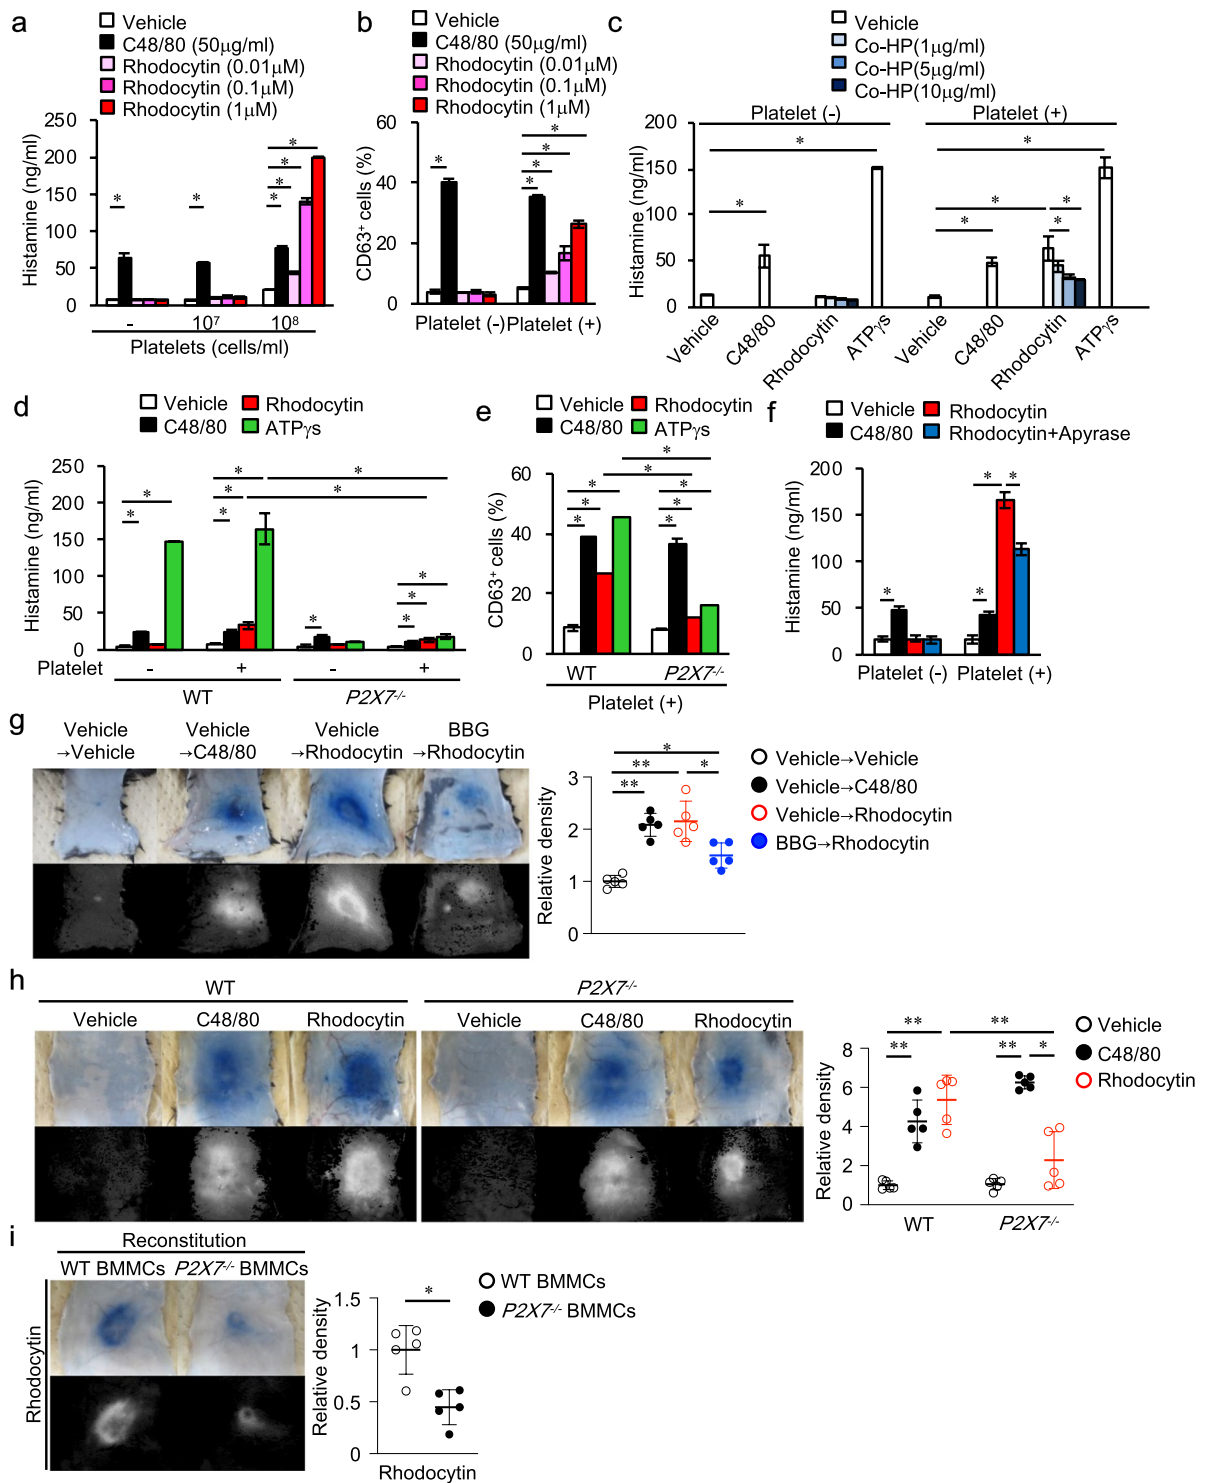 a
Vehicle
C48/80 (50μg/ml)
Rhodocytin (0.01μM)
Rhodocytin (0.1μM)
Rhodocytin (1μM)
Histamine (ng/ml)
250
200
150
100
50
0
* * * * * *
- 10⁷ 10⁸
Platelets (cells/ml)
b
Vehicle
C48/80 (50μg/ml)
Rhodocytin (0.01μM)
Rhodocytin (0.1μM)
Rhodocytin (1μM)
CD63⁺ cells (%)
60
40
20
0
* * * * *
Platelet (-) Platelet (+)
c
Vehicle
Co-HP(1μg/ml)
Co-HP(5μg/ml)
Co-HP(10μg/ml)
Platelet (-) Platelet (+)
Histamine (ng/ml)
200
150
100
50
0
* * * * * * *
Vehicle C48/80 Rhodocytin ATPγs Vehicle C48/80 Rhodocytin ATPγs
d
Vehicle Rhodocytin
C48/80 ATPγs
Histamine (ng/ml)
250
200
150
100
50
0
* * * * * * * * * * *
Platelet - + - +
WT P2X7⁻/⁻
e
Vehicle Rhodocytin
C48/80 ATPγs
CD63⁺ cells (%)
60
40
20
0
* * * * * * * *
WT P2X7⁻/⁻
Platelet (+)
f
Vehicle Rhodocytin
C48/80 Rhodocytin+Apyrase
Histamine (ng/ml)
200
150
100
50
0
* * * *
Platelet (-) Platelet (+)
g
Vehicle Vehicle Vehicle BBG
→Vehicle →C48/80 →Rhodocytin →Rhodocytin
Relative density
3
2
1
0
*
** *
**
Vehicle→Vehicle
Vehicle→C48/80
Vehicle→Rhodocytin
BBG→Rhodocytin
h
WT P2X7⁻/⁻
Vehicle C48/80 Rhodocytin Vehicle C48/80 Rhodocytin
Relative density
8
6
4
2
0
** **
** ** *
WT P2X7⁻/⁻
Vehicle
C48/80
Rhodocytin
i
Reconstitution
WT BMMCs P2X7⁻/⁻ BMMCs
Rhodocytin
Relative density
1.5
1
0.5
0
*
Rhodocytin
WT BMMCs
P2X7⁻/⁻ BMMCs